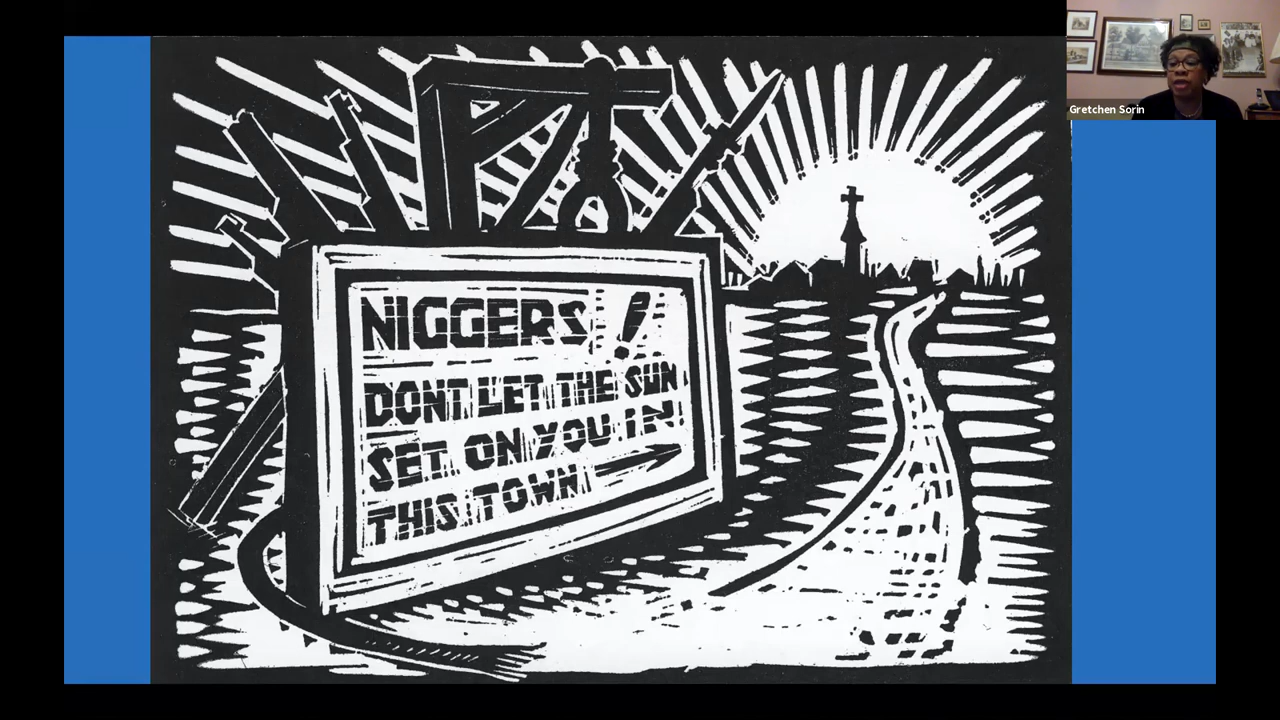 NIGGERS!
DONT LET THE SUN
SET ON YOU IN
THIS TOWN
Gretchen Sorin